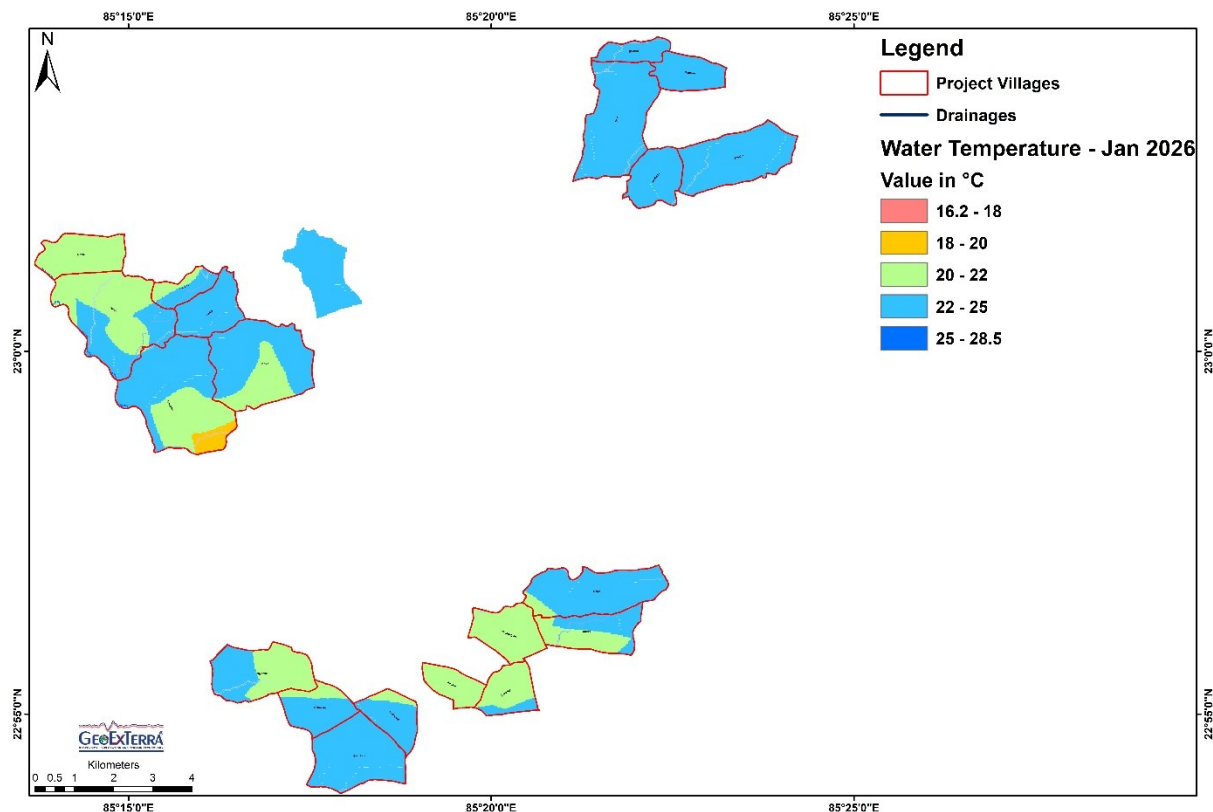 85°15'0"E
85°20'0"E
85°25'0"E
N
Legend
Project Villages
Drainages
Water Temperature - Jan 2026
Value in °C
16.2 - 18
18 - 20
20 - 22
22 - 25
25 - 28.5
23°0'0"N
23°0'0"N
22°55'0"N
22°55'0"N
GEOEXTERRA
Kilometers
0 0.5 1 2 3 4
85°15'0"E
85°20'0"E
85°25'0"E